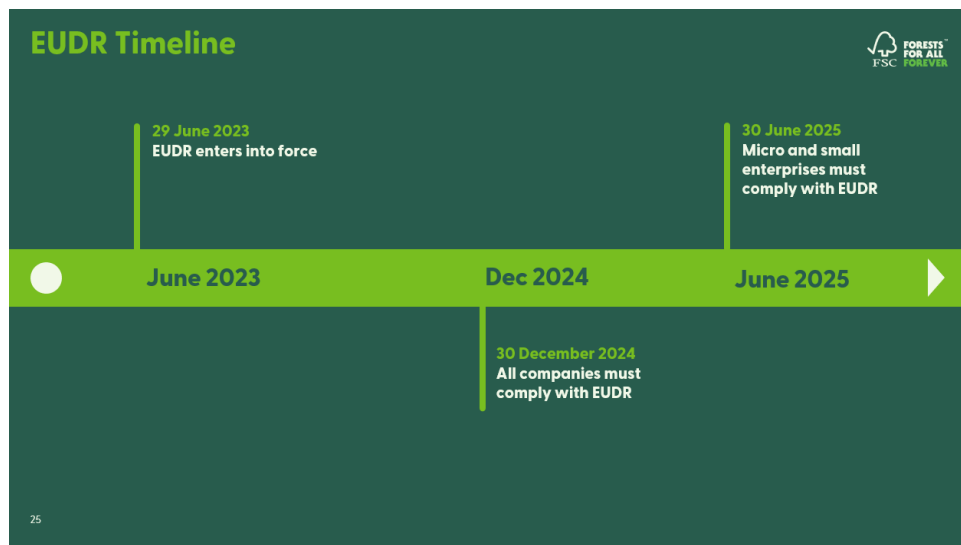 EUDR Timeline
FSC
FORESTS™
FOR ALL
FOREVER
29 June 2023
EUDR enters into force
30 June 2025
Micro and small
enterprises must
comply with EUDR
June 2023
Dec 2024
June 2025
30 December 2024
All companies must
comply with EUDR
25